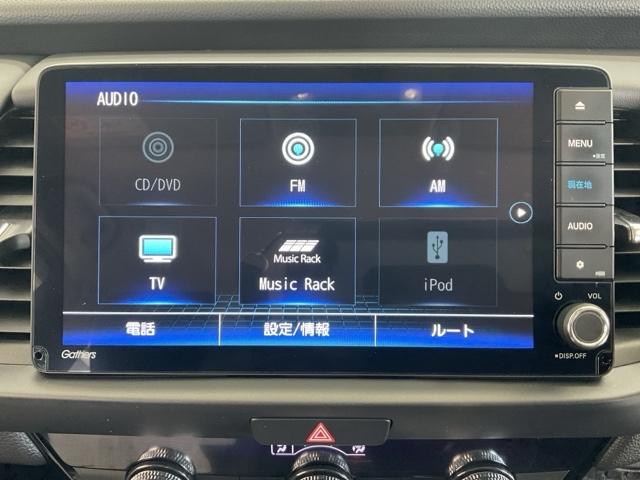 AUDIO
CD/DVD
FM
AM
TV
Music Rack
Music Rack
iPod
電話
設定/情報
ルート
Gathers
MENU
現在地
AUDIO
VOL
DISP.OFF